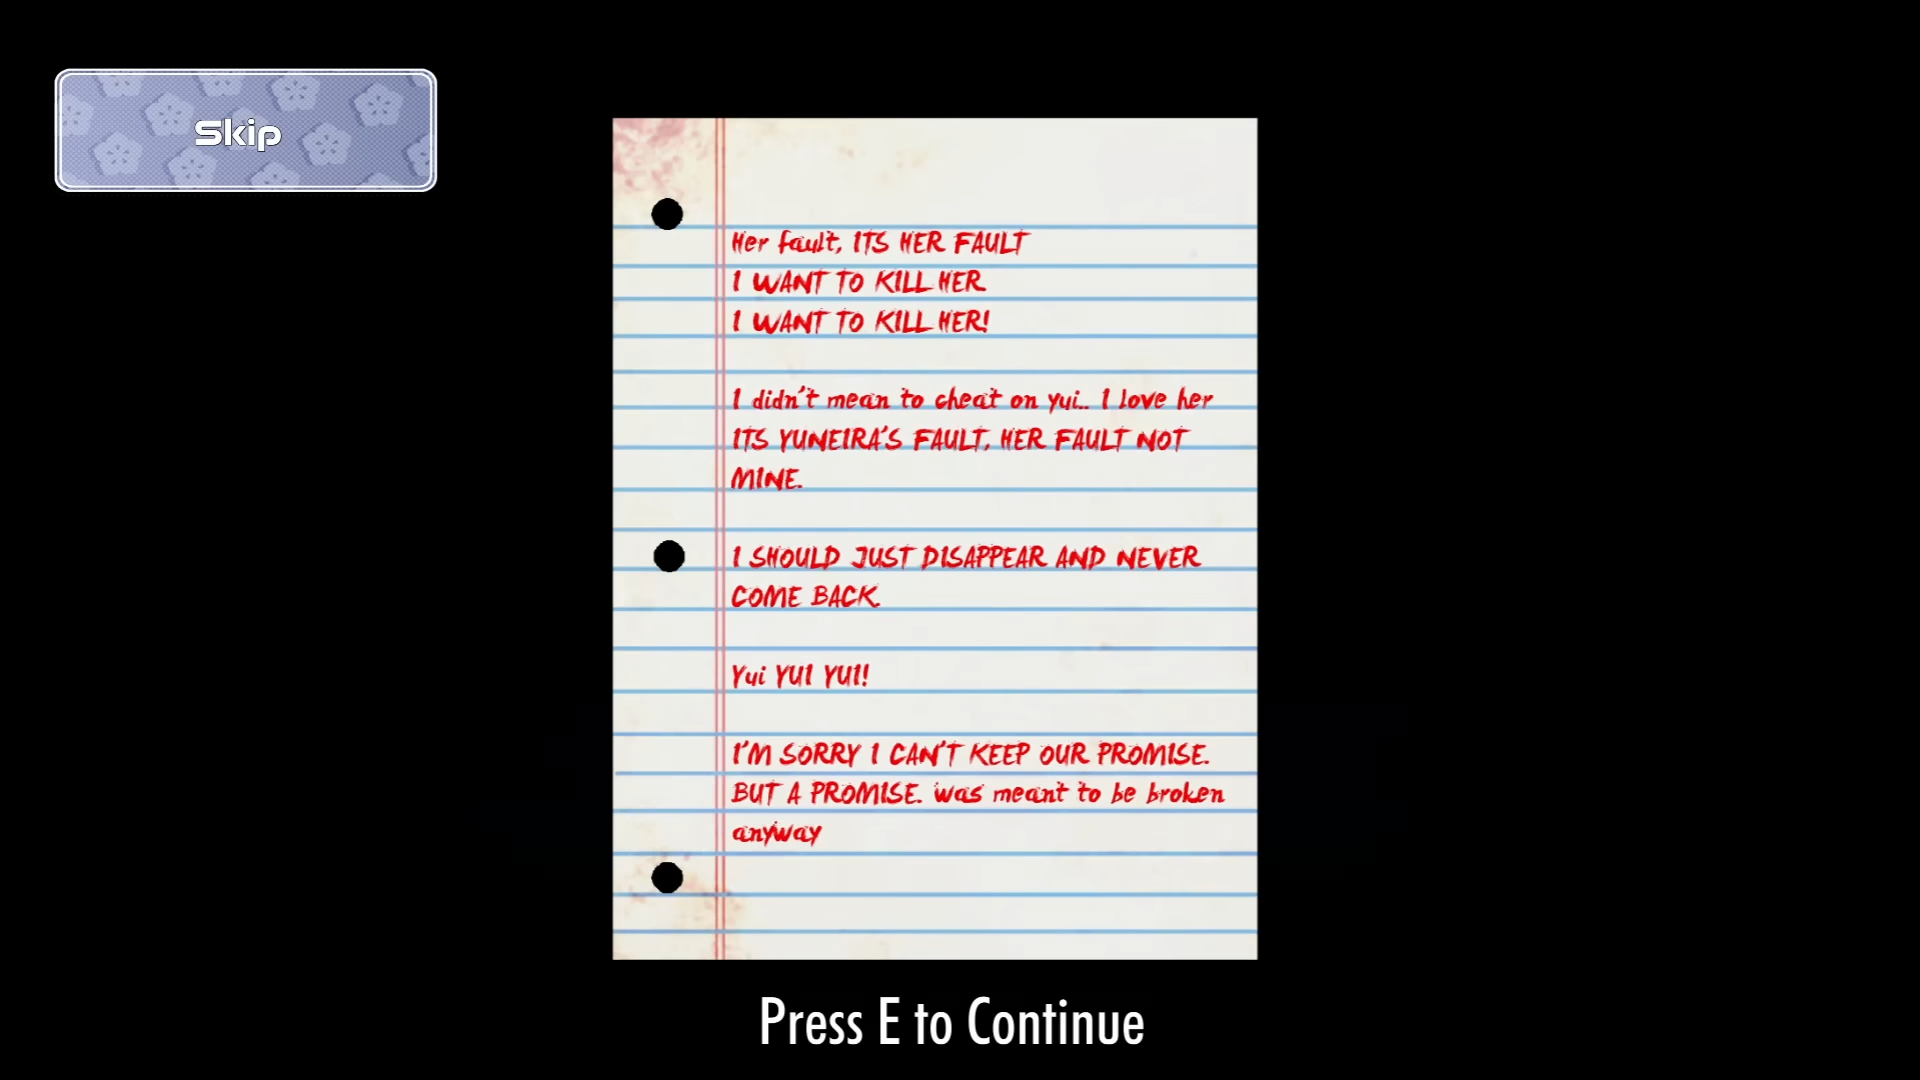 Skip
Her fault, ITS HER FAULT
I WANT TO KILL HER
I WANT TO KILL HER!
I didn't mean to cheat on yui.. I love her
ITS YUNEIRA'S FAULT, HER FAULT NOT
MINE.
I SHOULD JUST DISAPPEAR AND NEVER
COME BACK.
Yui YUI YUI!
I'M SORRY I CAN'T KEEP OUR PROMISE.
BUT A PROMISE. was meant to be broken
anyway
Press E to Continue